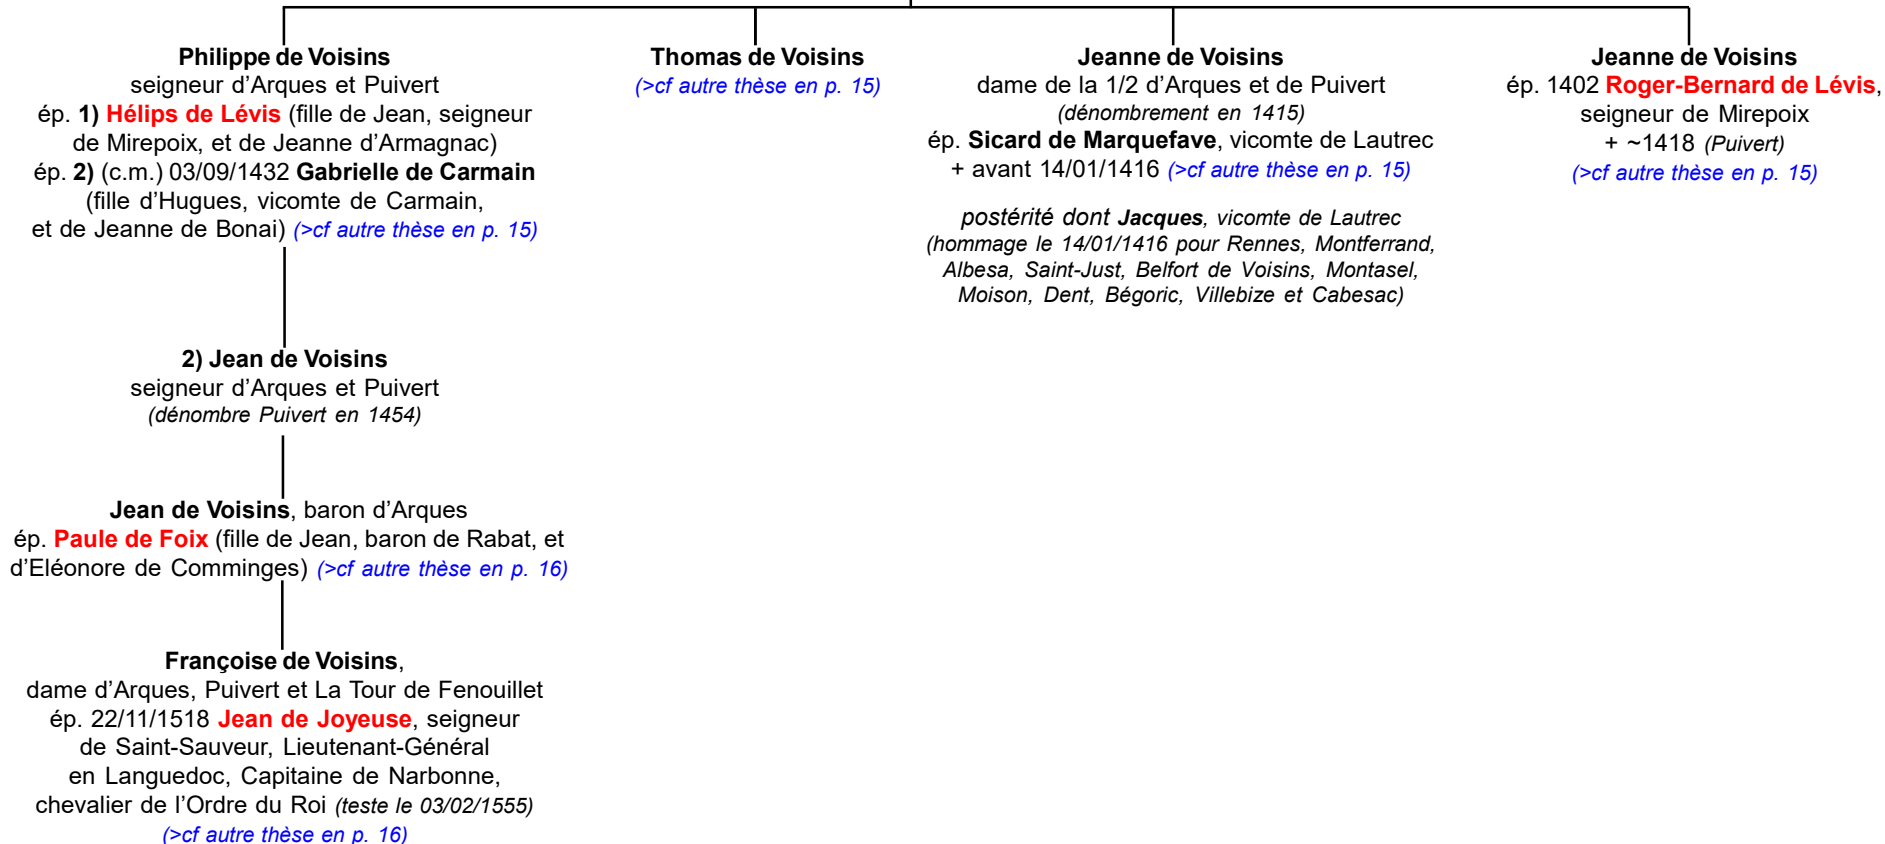 Philippe de Voisins
seigneur d’Arques et Puivert
ép. 1) Hélips de Lévis (fille de Jean, seigneur
de Mirepoix, et de Jeanne d’Armagnac)
ép. 2) (c.m.) 03/09/1432 Gabrielle de Carmain
(fille d’Hugues, vicomte de Carmain,
et de Jeanne de Bonai) (>cf autre thèse en p. 15)
Thomas de Voisins
(>cf autre thèse en p. 15)
Jeanne de Voisins
dame de la 1/2 d’Arques et de Puivert
(dénombrement en 1415)
ép. Sicard de Marquefave, vicomte de Lautrec
+ avant 14/01/1416 (>cf autre thèse en p. 15)
postérité dont Jacques, vicomte de Lautrec
(hommage le 14/01/1416 pour Rennes, Montferrand,
Albesa, Saint-Just, Belfort de Voisins, Montasel,
Moison, Dent, Bégoric, Villebize et Cabesac)
Jeanne de Voisins
ép. 1402 Roger-Bernard de Lévis,
seigneur de Mirepoix
+ ~1418 (Puivert)
(>cf autre thèse en p. 15)
2) Jean de Voisins
seigneur d’Arques et Puivert
(dénombre Puivert en 1454)
Jean de Voisins, baron d’Arques
ép. Paule de Foix (fille de Jean, baron de Rabat, et
d’Eléonore de Comminges) (>cf autre thèse en p. 16)
Françoise de Voisins,
dame d’Arques, Puivert et La Tour de Fenouillet
ép. 22/11/1518 Jean de Joyeuse, seigneur
de Saint-Sauveur, Lieutenant-Général
en Languedoc, Capitaine de Narbonne,
chevalier de l’Ordre du Roi (teste le 03/02/1555)
(>cf autre thèse en p. 16)